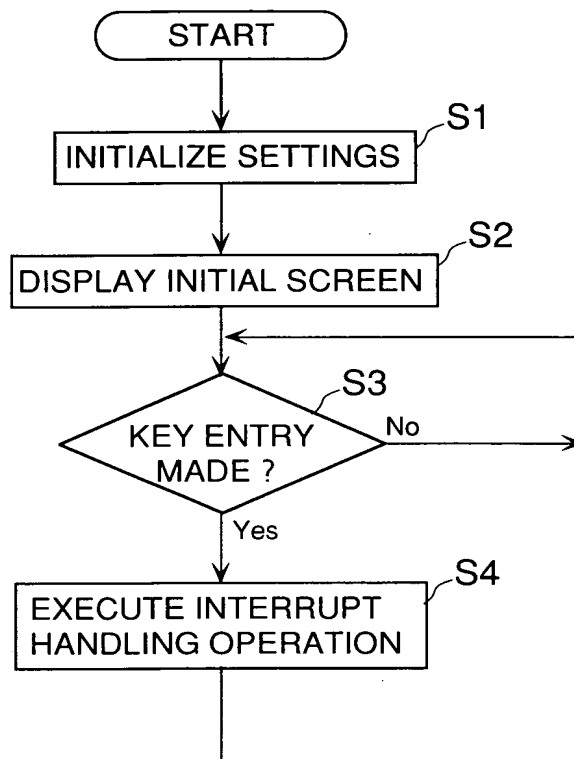 START
S1
INITIALIZE SETTINGS
S2
DISPLAY INITIAL SCREEN
S3
KEY ENTRY
MADE ?
No
Yes
S4
EXECUTE INTERRUPT
HANDLING OPERATION